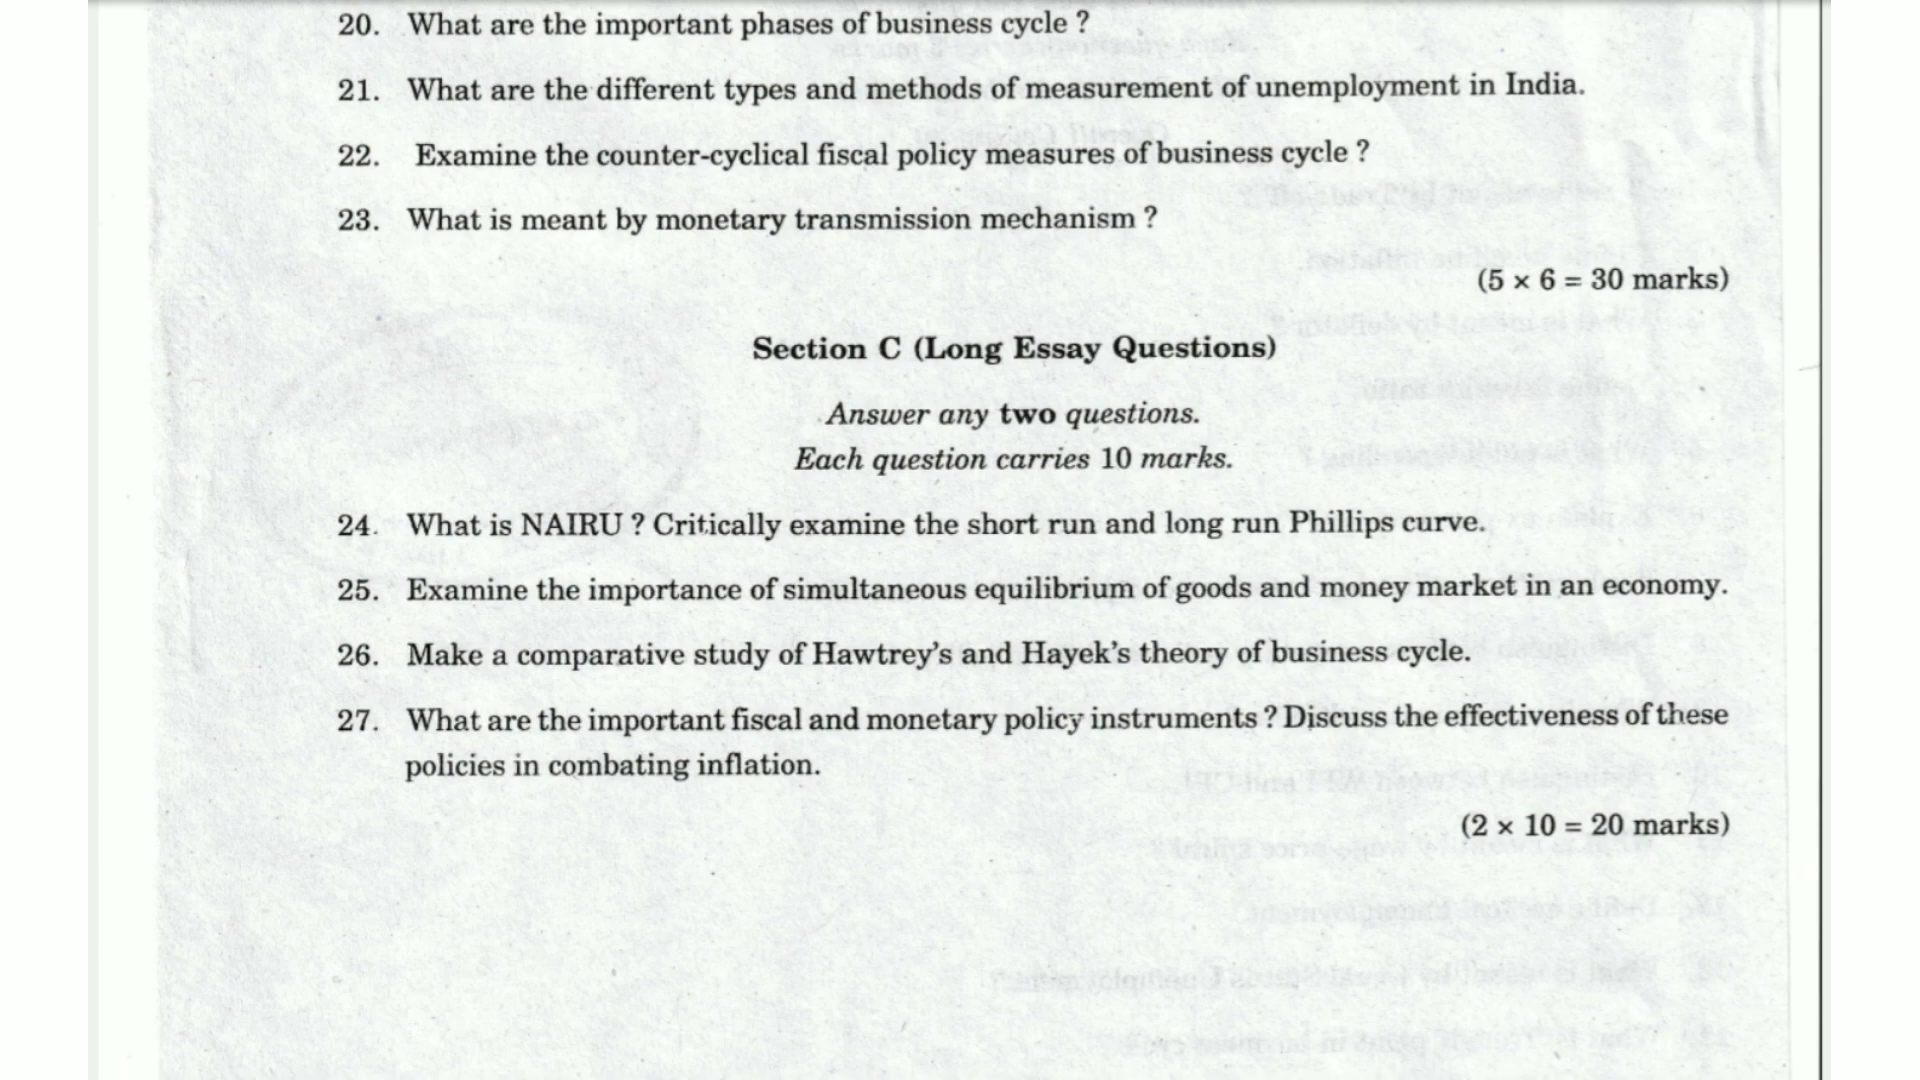 20. What are the important phases of business cycle ?
21. What are the different types and methods of measurement of unemployment in India.
22. Examine the counter-cyclical fiscal policy measures of business cycle ?
23. What is meant by monetary transmission mechanism ?
(5 × 6 = 30 marks)
Section C (Long Essay Questions)
Answer any two questions.
Each question carries 10 marks.
24. What is NAIRU ? Critically examine the short run and long run Phillips curve.
25. Examine the importance of simultaneous equilibrium of goods and money market in an economy.
26. Make a comparative study of Hawtrey's and Hayek's theory of business cycle.
27. What are the important fiscal and monetary policy instruments ? Discuss the effectiveness of these
policies in combating inflation.
(2 × 10 = 20 marks)